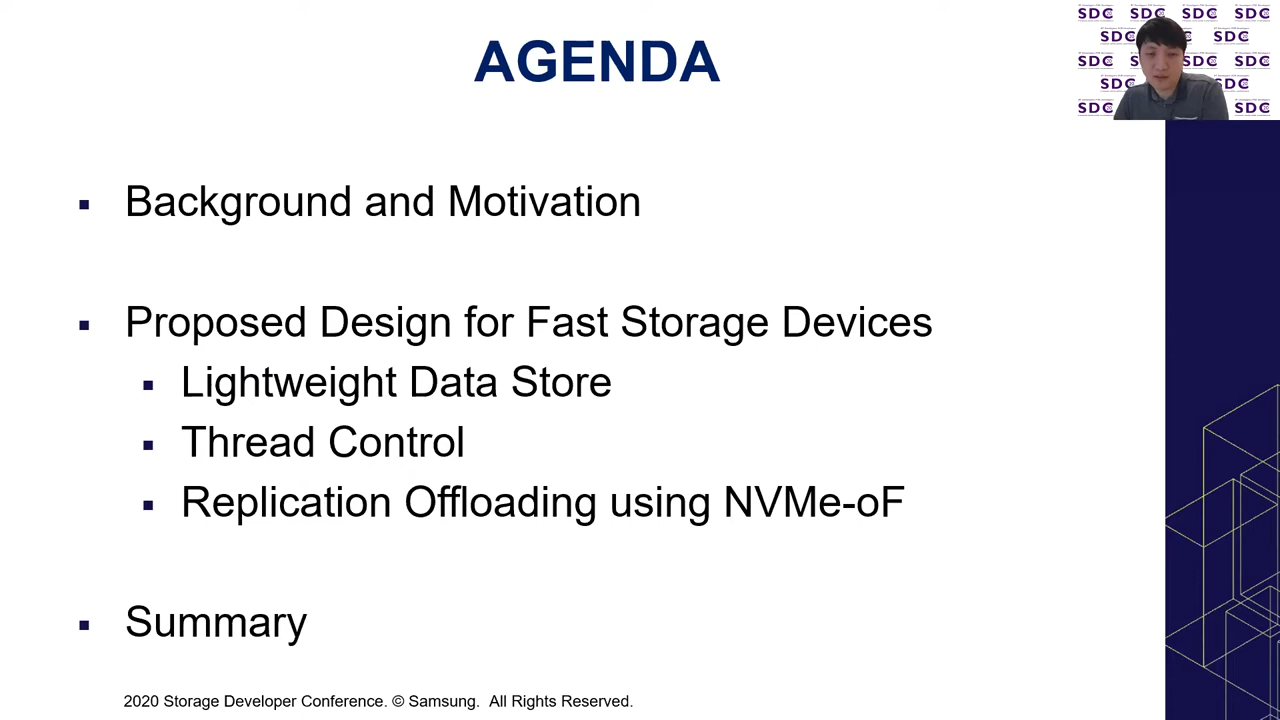 AGENDA
SDC SDC SDC SDC
SDC SDC
SDC SDC
SDC SDC
SDC SDC
▪ Background and Motivation
▪ Proposed Design for Fast Storage Devices
▪ Lightweight Data Store
▪ Thread Control
▪ Replication Offloading using NVMe-oF
▪ Summary
2020 Storage Developer Conference. © Samsung. All Rights Reserved.